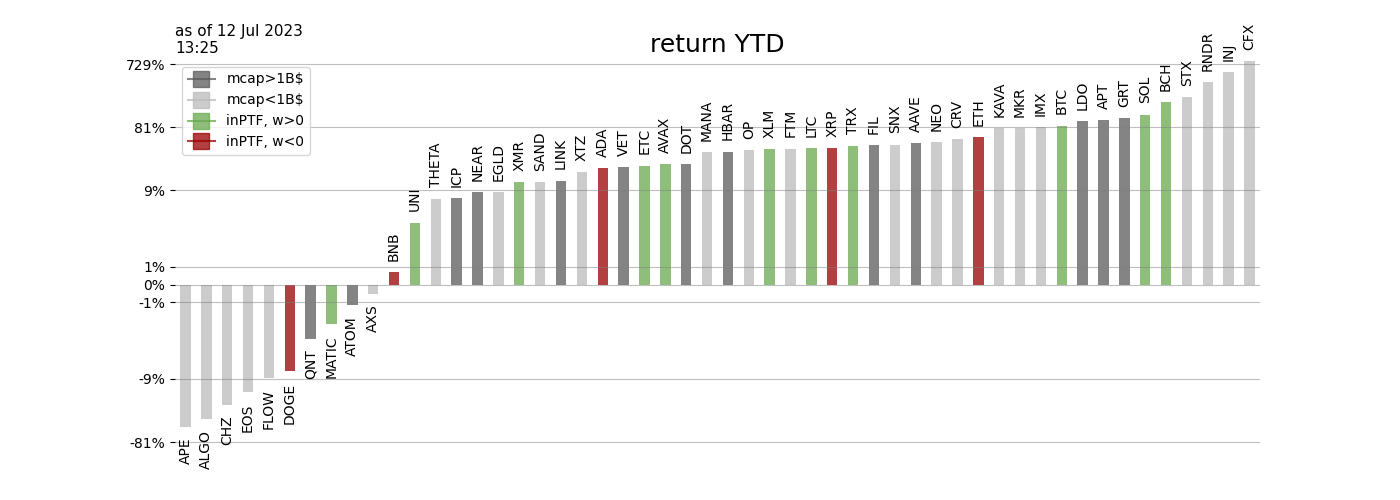 as of 12 Jul 2023
13:25
return YTD
729%
81%
9%
1%
0%
-1%
-9%
-81%
mcap>1B$
mcap<1B$
inPTF, w>0
inPTF, w<0
APE
ALGO
CHZ
EOS
FLOW
DOGE
QNT
MATIC
ATOM
AXS
BNB
UNI
THETA
ICP
NEAR
EGLD
XMR
SAND
LINK
XTZ
ADA
VET
ETC
AVAX
DOT
MANA
HBAR
OP
XLM
FTM
LTC
XRP
TRX
FIL
SNX
AAVE
NEO
CRV
ETH
KAVA
MKR
IMX
BTC
LDO
APT
GRT
SOL
BCH
STX
RNDR
INJ
CFX